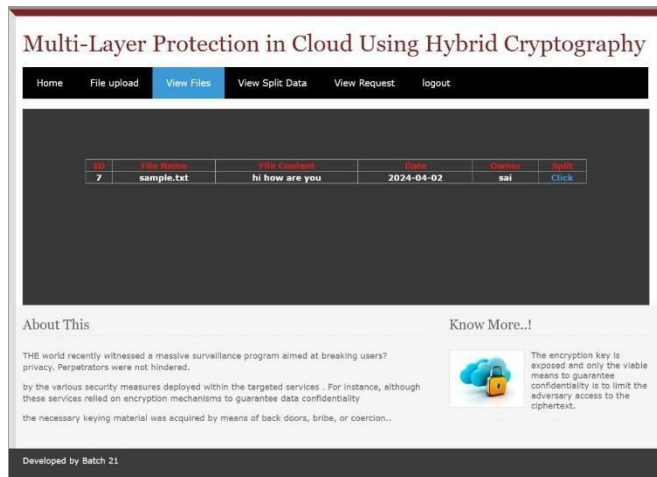 Multi-Layer Protection in Cloud Using Hybrid Cryptography
Home File upload View Files View Split Data View Request logout
ID File Name File Content Date Owner Split
7 sample.txt hi how are you 2024-04-02 sai Click
About This
THE world recently witnessed a massive surveillance program aimed at breaking users?
privacy. Perpetrators were not hindered.
by the various security measures deployed within the targeted services . For instance, although
these services relied on encryption mechanisms to guarantee data confidentiality
the necessary keying material was acquired by means of back doors, bribe, or coercion..
Know More..!
The encryption key is
exposed and only the viable
means to guarantee
confidentiality is to limit the
adversary access to the
ciphertext.
Developed by Batch 21